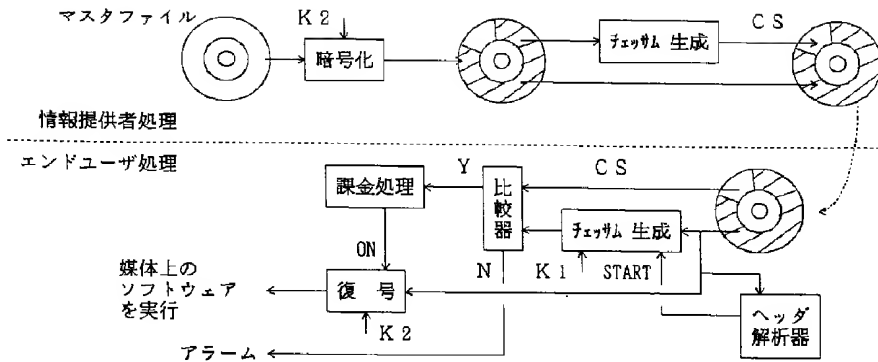 マスタファイル
K2
暗号化
チェッサム 生成
CS
情報提供者処理
エンドユーザ処理
課金処理
Y
比較器
CS
チェッサム 生成
ON
N
K1
START
媒体上の
ソフトウェア
を実行
復 号
K2
ヘッダ
解析器
アラーム